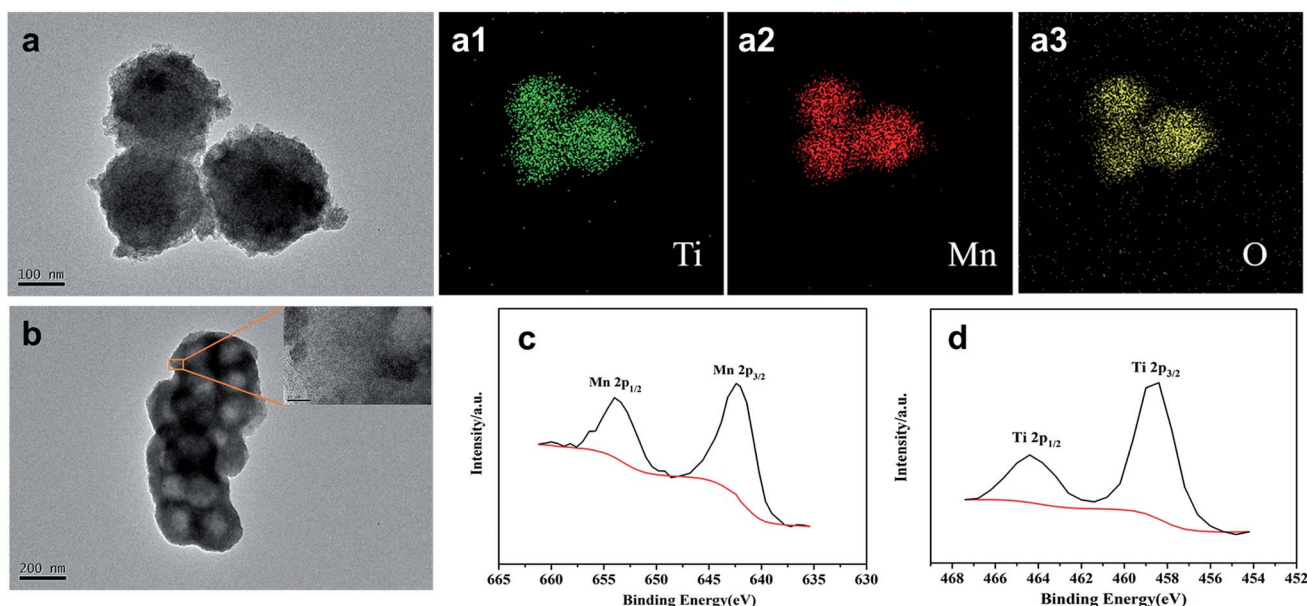 a
100 nm
a1
Ti
a2
Mn
a3
O
b
200 nm
c
Mn 2p1/2
Mn 2p3/2
Intensity/a.u.
665 660 655 650 645 640 635 630
Binding Energy(eV)
d
Ti 2p1/2
Ti 2p3/2
Intensity/a.u.
468 466 464 462 460 458 456 454 452
Binding Energy(eV)